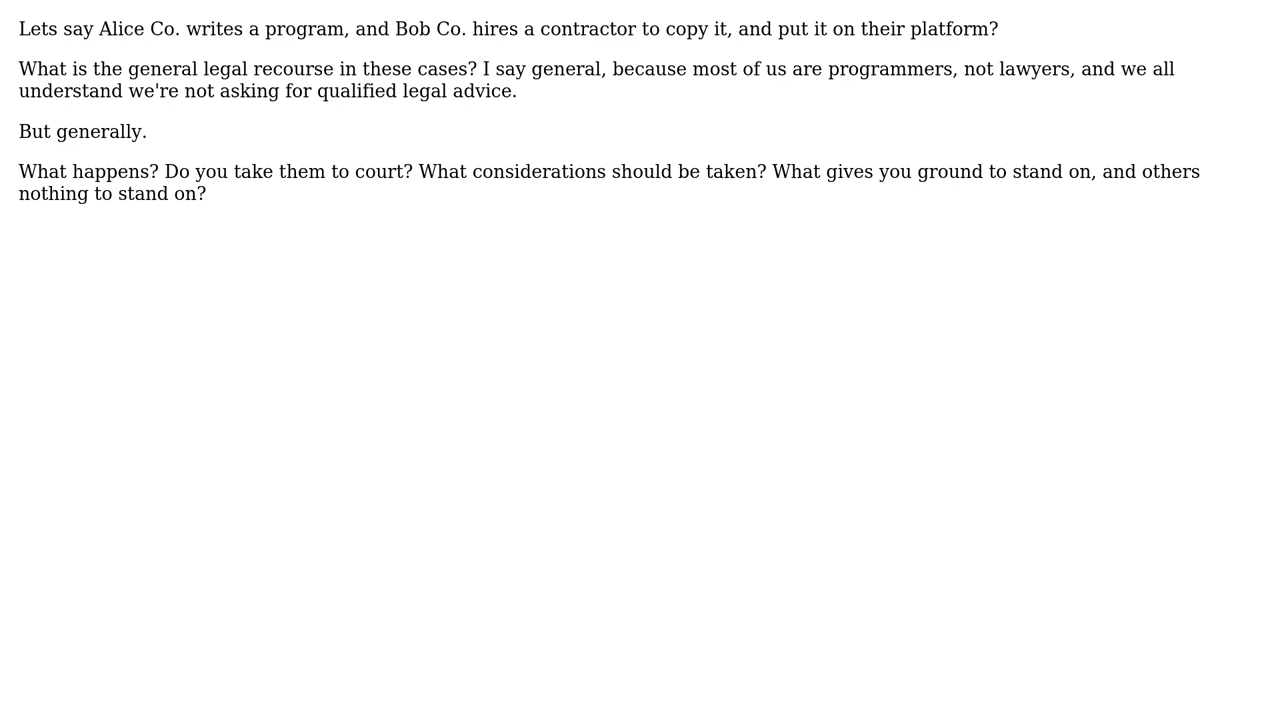 Lets say Alice Co. writes a program, and Bob Co. hires a contractor to copy it, and put it on their platform?
What is the general legal recourse in these cases? I say general, because most of us are programmers, not lawyers, and we all
understand we're not asking for qualified legal advice.
But generally.
What happens? Do you take them to court? What considerations should be taken? What gives you ground to stand on, and others
nothing to stand on?